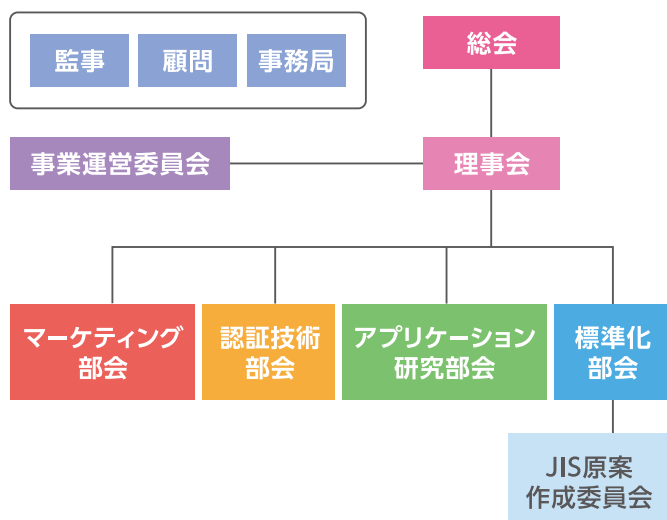 監事
顧問
事務局
総会
事業運営委員会
理事会
マーケティング
部会
認証技術
部会
アプリケーション
研究部会
標準化
部会
JIS原案
作成委員会